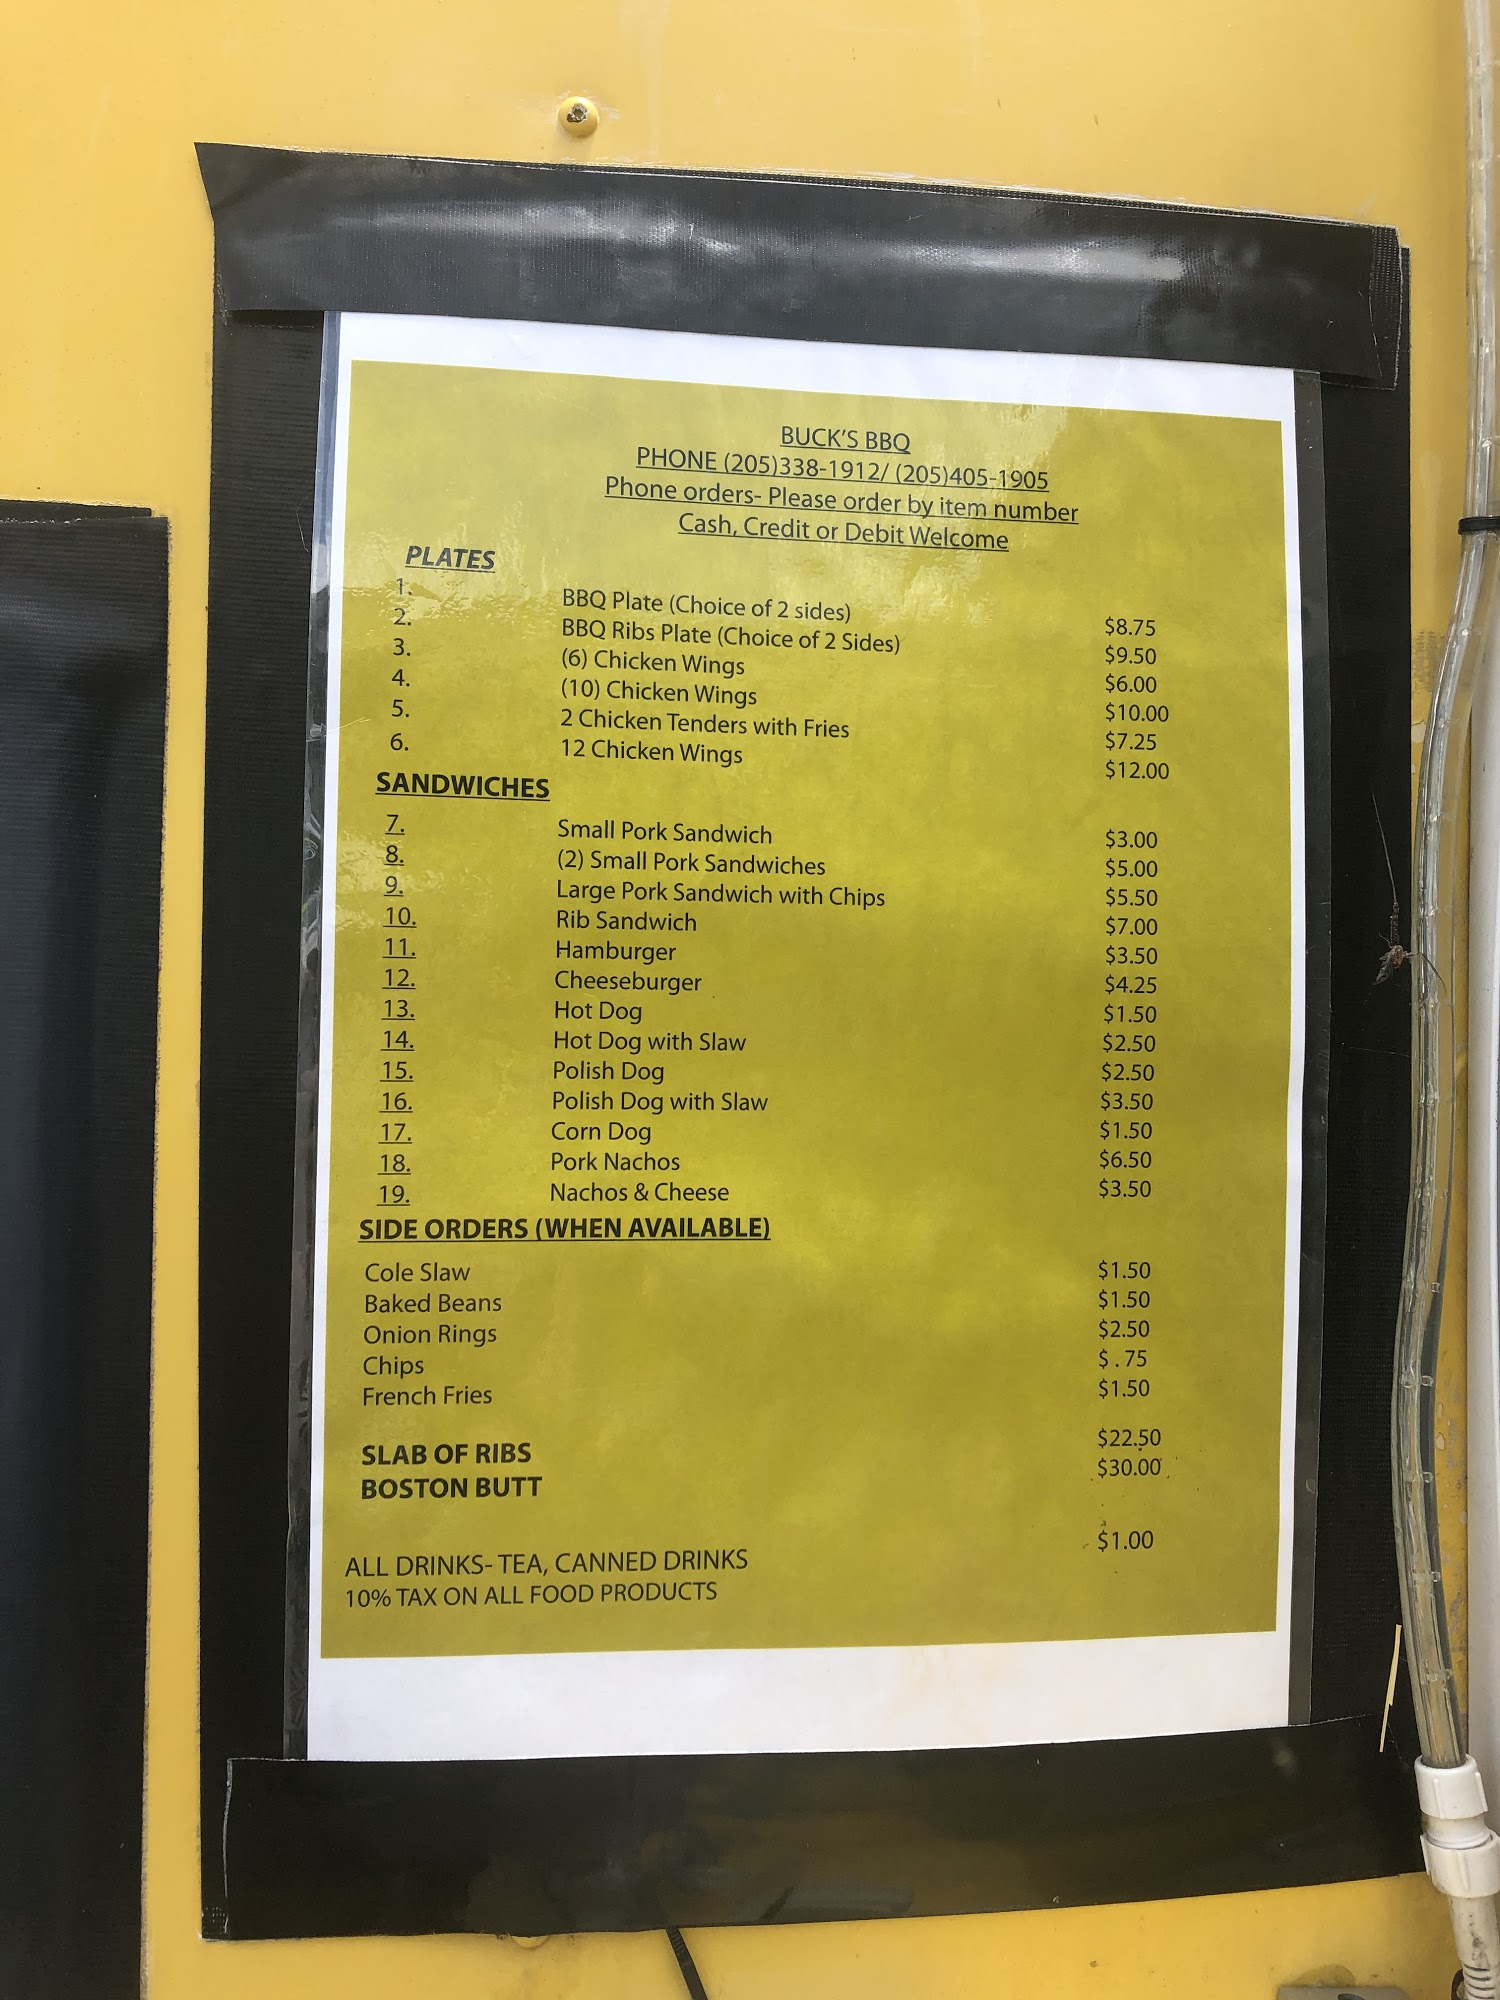 BUCK'S BBQ
PHONE (205)338-1912/ (205)405-1905
Phone orders- Please order by item number
Cash, Credit or Debit Welcome
PLATES
1. BBQ Plate (Choice of 2 sides) $8.75
2. BBQ Ribs Plate (Choice of 2 Sides) $9.50
3. (6) Chicken Wings $6.00
4. (10) Chicken Wings $10.00
5. 2 Chicken Tenders with Fries $7.25
6. 12 Chicken Wings $12.00
SANDWICHES
7. Small Pork Sandwich $3.00
8. (2) Small Pork Sandwiches $5.00
9. Large Pork Sandwich with Chips $5.50
10. Rib Sandwich $7.00
11. Hamburger $3.50
12. Cheeseburger $4.25
13. Hot Dog $1.50
14. Hot Dog with Slaw $2.50
15. Polish Dog $2.50
16. Polish Dog with Slaw $3.50
17. Corn Dog $1.50
18. Pork Nachos $6.50
19. Nachos & Cheese $3.50
SIDE ORDERS (WHEN AVAILABLE)
Cole Slaw $1.50
Baked Beans $1.50
Onion Rings $2.50
Chips $ .75
French Fries $1.50
SLAB OF RIBS $22.50
BOSTON BUTT $30.00
ALL DRINKS- TEA, CANNED DRINKS $1.00
10% TAX ON ALL FOOD PRODUCTS